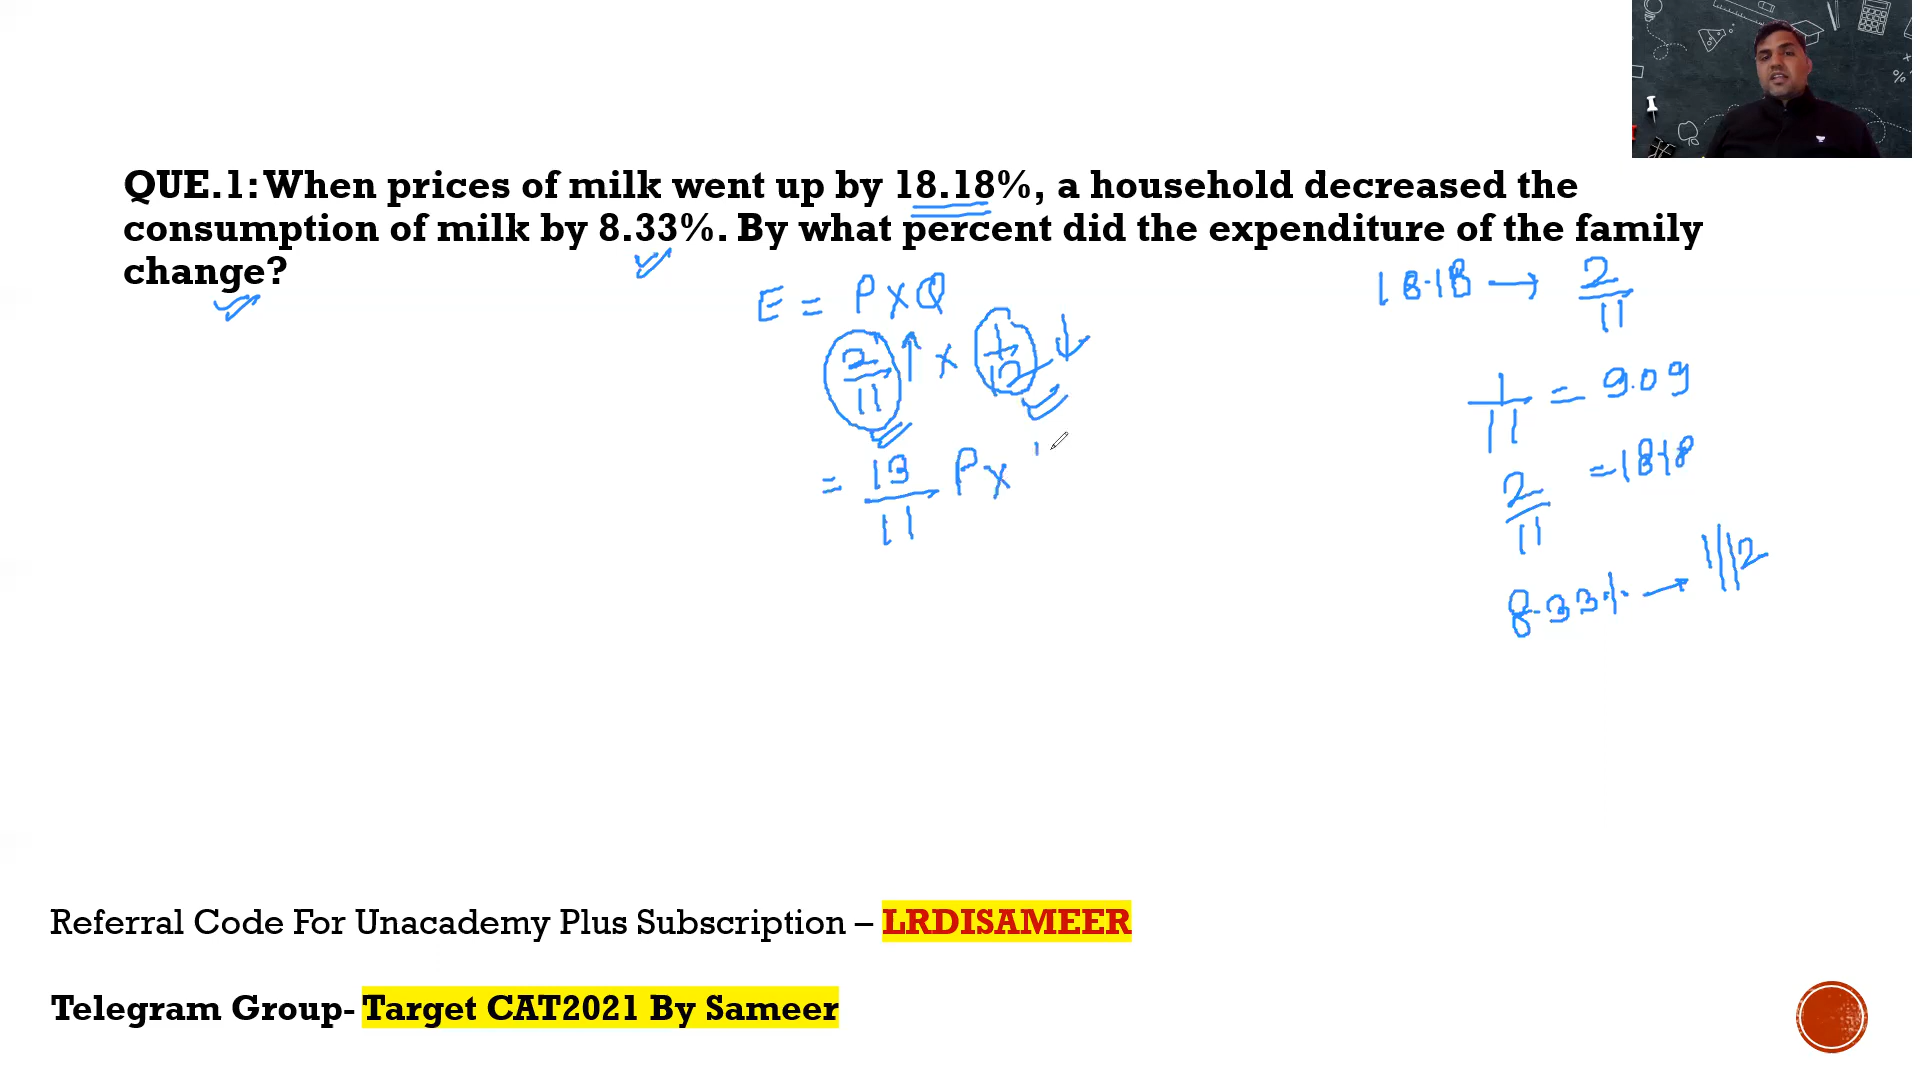 QUE.1: When prices of milk went up by 18.18%, a household decreased the
consumption of milk by 8.33%. By what percent did the expenditure of the family
change?
E = P X Q
2/11 ↑ x 1/12 ↓
= 13/11 P x 1
18.18 → 2/11
1/11 = 9.09
2/11 = 18.18
8.33% → 1/12
Referral Code For Unacademy Plus Subscription – LRDISAMEER
Telegram Group- Target CAT2021 By Sameer